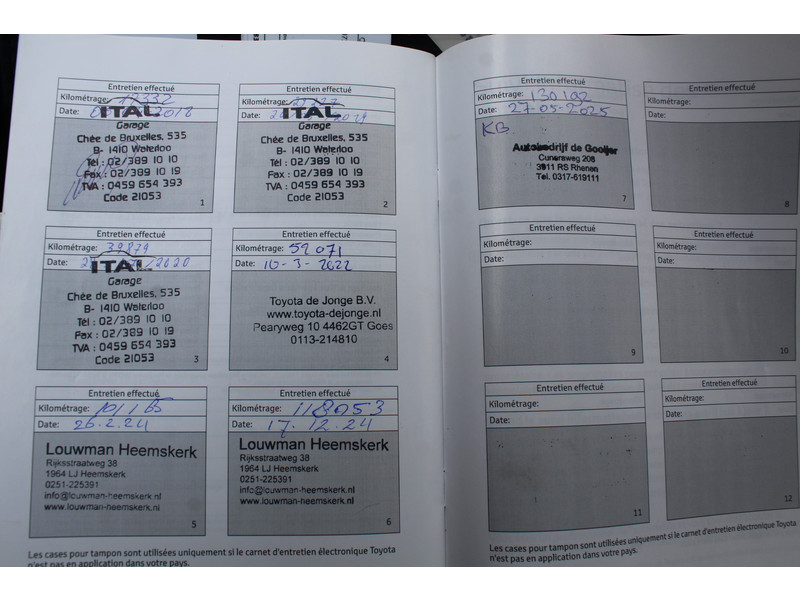 Entretien effectué
Kilométrage:
Date: 2018
ITAL
Garage
Chée de Bruxelles, 535
B- 1410 Waterloo
Tél : 02/389 10 10
Fax : 02/389 10 19
TVA : 0459 654 393
Code 21053
1
Entretien effectué
Kilométrage:
Date:
ITAL
Garage
Chée de Bruxelles, 535
B- 1410 Waterloo
Tél : 02/389 10 10
Fax : 02/389 10 19
TVA : 0459 654 393
Code 21053
2
Entretien effectué
Kilométrage: 39879
Date: /2020
ITAL
Garage
Chée de Bruxelles, 535
B- 1410 Waterloo
Tél : 02/389 10 10
Fax : 02/389 10 19
TVA : 0459 654 393
Code 21053
3
Entretien effectué
Kilométrage: 52071
Date: 10-3-2022
Toyota de Jonge B.V.
www.toyota-dejonge.nl
Pearyweg 10 4462GT Goes
0113-214810
4
Entretien effectué
Kilométrage: 101165
Date: 26.2.24
Louwman Heemskerk
Rijksstraatweg 38
1964 LJ Heemskerk
0251-225391
info@louwman-heemskerk.nl
www.louwman-heemskerk.nl
5
Entretien effectué
Kilométrage: 118053
Date: 17.12.24
Louwman Heemskerk
Rijksstraatweg 38
1964 LJ Heemskerk
0251-225391
info@louwman-heemskerk.nl
www.louwman-heemskerk.nl
6
Les cases pour tampon sont utilisées uniquement si le carnet d'entretien électronique Toyota
n'est pas en application dans votre pays.
Entretien effectué
Kilométrage: 130192
Date: 27-05-2025
KB
Autobedrijf de Gooijer
Cuneraweg 208
3911 RS Rhenen
Tel. 0317-619111
7
Entretien effectué
Kilométrage:
Date:
8
Entretien effectué
Kilométrage:
Date:
9
Entretien effectué
Kilométrage:
Date:
10
Entretien effectué
Kilométrage:
Date:
11
Entretien effectué
Kilométrage:
Date:
12
Les cases pour tampon sont utilisées uniquement si le carnet d'entretien électronique Toyota
n'est pas en application dans votre pays.